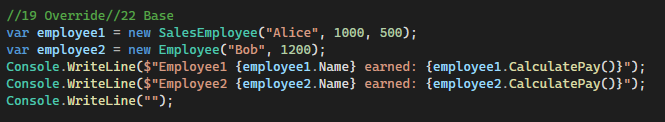 //19 Override//22 Base
var employee1 = new SalesEmployee("Alice", 1000, 500);
var employee2 = new Employee("Bob", 1200);
Console.WriteLine($"Employee1 {employee1.Name} earned: {employee1.CalculatePay()}");
Console.WriteLine($"Employee2 {employee2.Name} earned: {employee2.CalculatePay()}");
Console.WriteLine("");